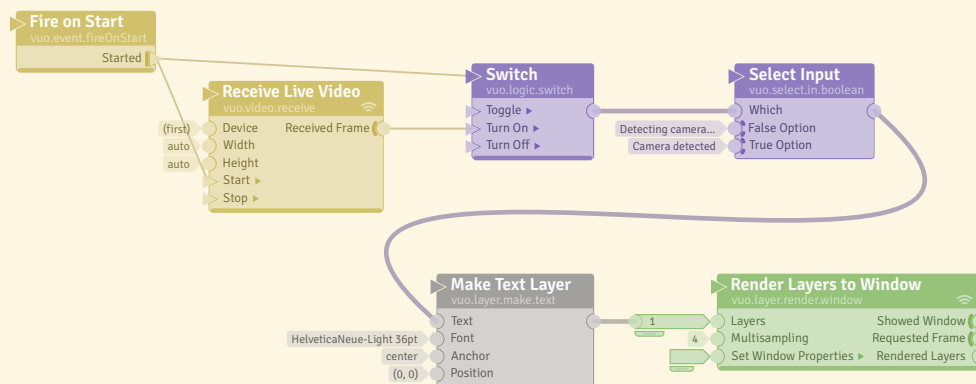 Fire on Start
vuo.event.fireOnStart
Started
Receive Live Video
vuo.video.receive
(first)
Device
Received Frame
auto
Width
auto
Height
Start
Stop
Switch
vuo.logic.switch
Toggle
Turn On
Turn Off
Select Input
vuo.select.in.boolean
Which
Detecting camera...
False Option
Camera detected
True Option
Make Text Layer
vuo.layer.make.text
Text
HelveticaNeue-Light 36pt
Font
center
Anchor
(0, 0)
Position
Render Layers to Window
vuo.layer.render.window
1
Layers
Showed Window
4
Multisampling
Requested Frame
Set Window Properties
Rendered Layers